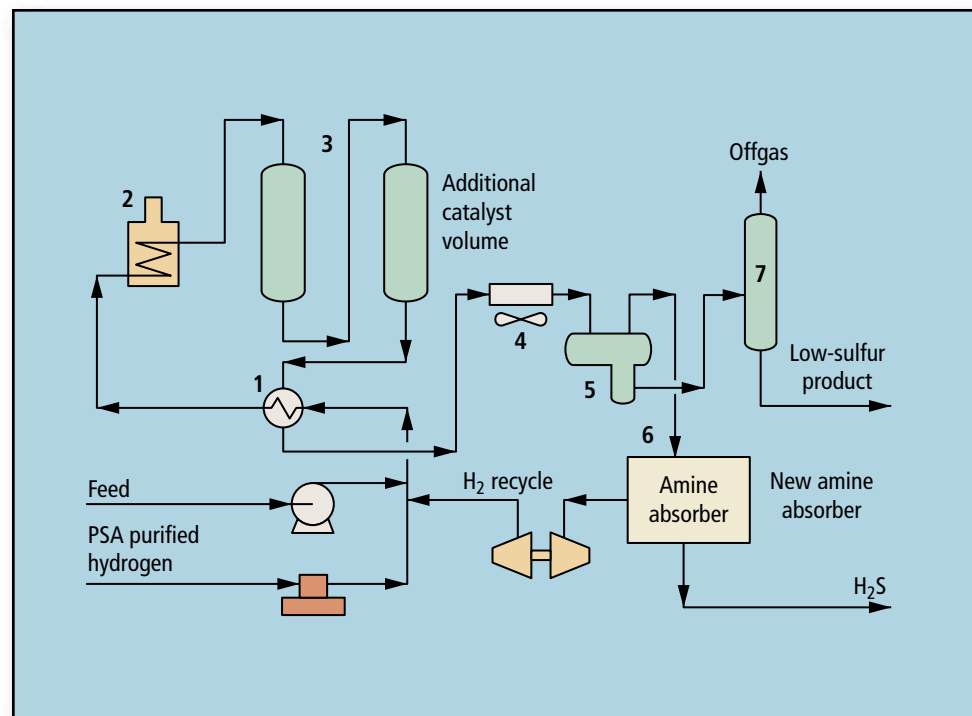 2
3
Additional
catalyst
volume
Offgas
7
4
5
Low-sulfur
product
1
6
Feed
H₂ recycle
Amine
absorber
New amine
absorber
PSA purified
hydrogen
H₂S